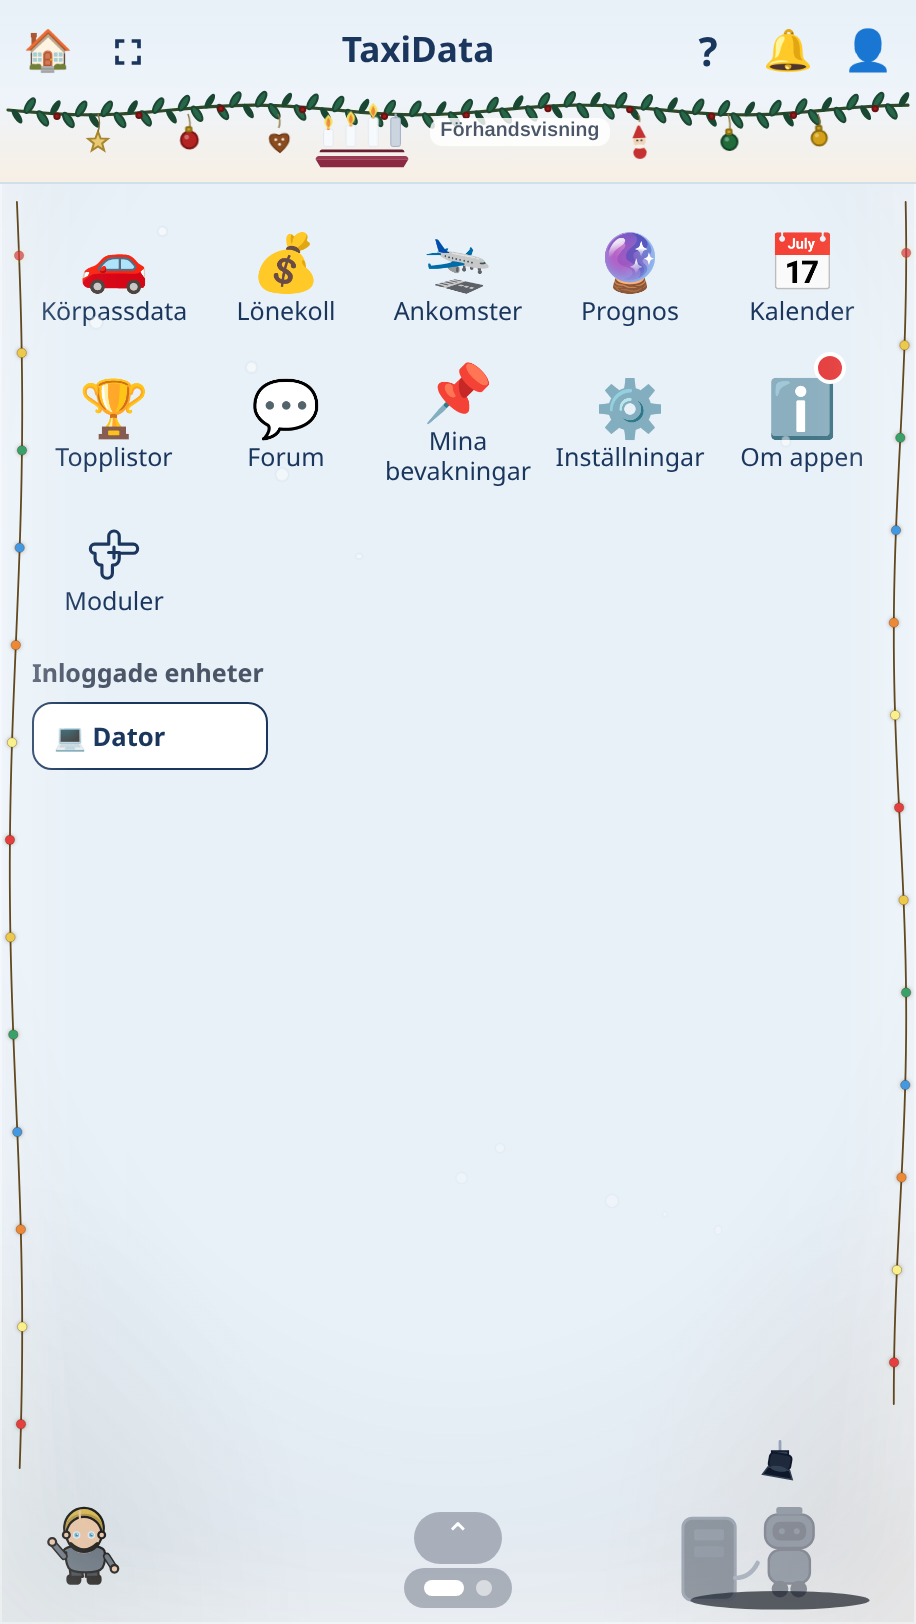 TaxiData
?
Förhandsvisning
Körpassdata
Lönekoll
Ankomster
Prognos
July
17
Kalender
Topplistor
Forum
Mina
bevakningar
Inställningar
i
Om appen
Moduler
Inloggade enheter
Dator